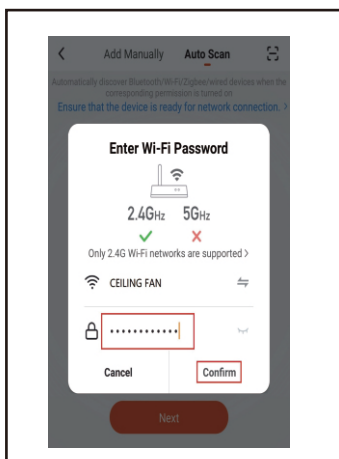 Add Manually Auto Scan
Automatically discover Bluetooth/Wi-Fi/Zigbee/wired devices when the
corresponding permission is turned on
Ensure that the device is ready for network connection. >
Enter Wi-Fi Password
2.4GHz 5GHz
Only 2.4G Wi-Fi networks are supported >
CEILING FAN
Cancel Confirm
Next